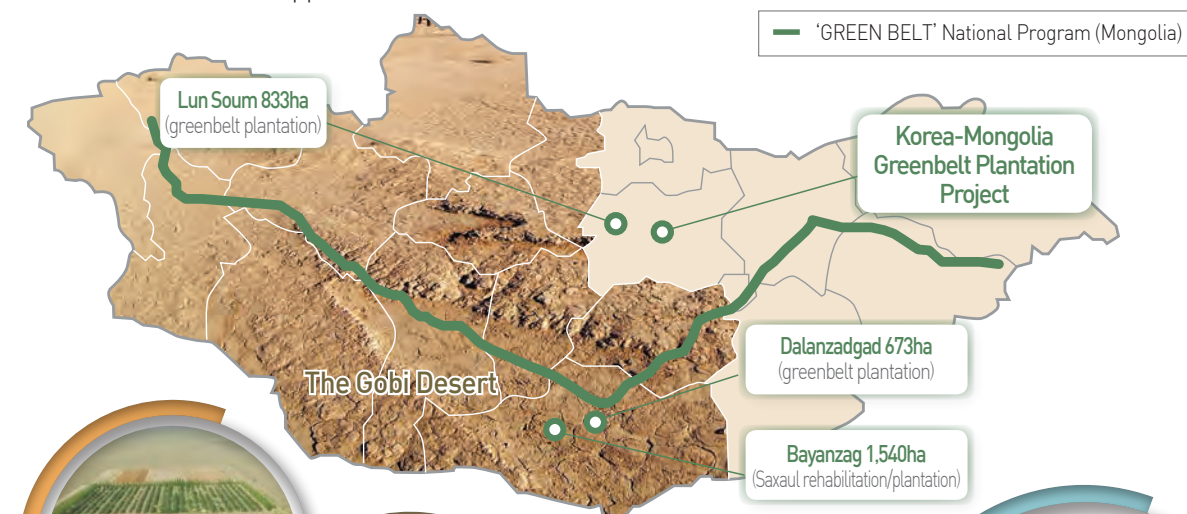 ‘GREEN BELT’ National Program (Mongolia)
Lun Soum 833ha
(greenbelt plantation)
Korea-Mongolia
Greenbelt Plantation
Project
Dalanzadgad 673ha
(greenbelt plantation)
The Gobi Desert
Bayanzag 1,540ha
(Saxaul rehabilitation/plantation)